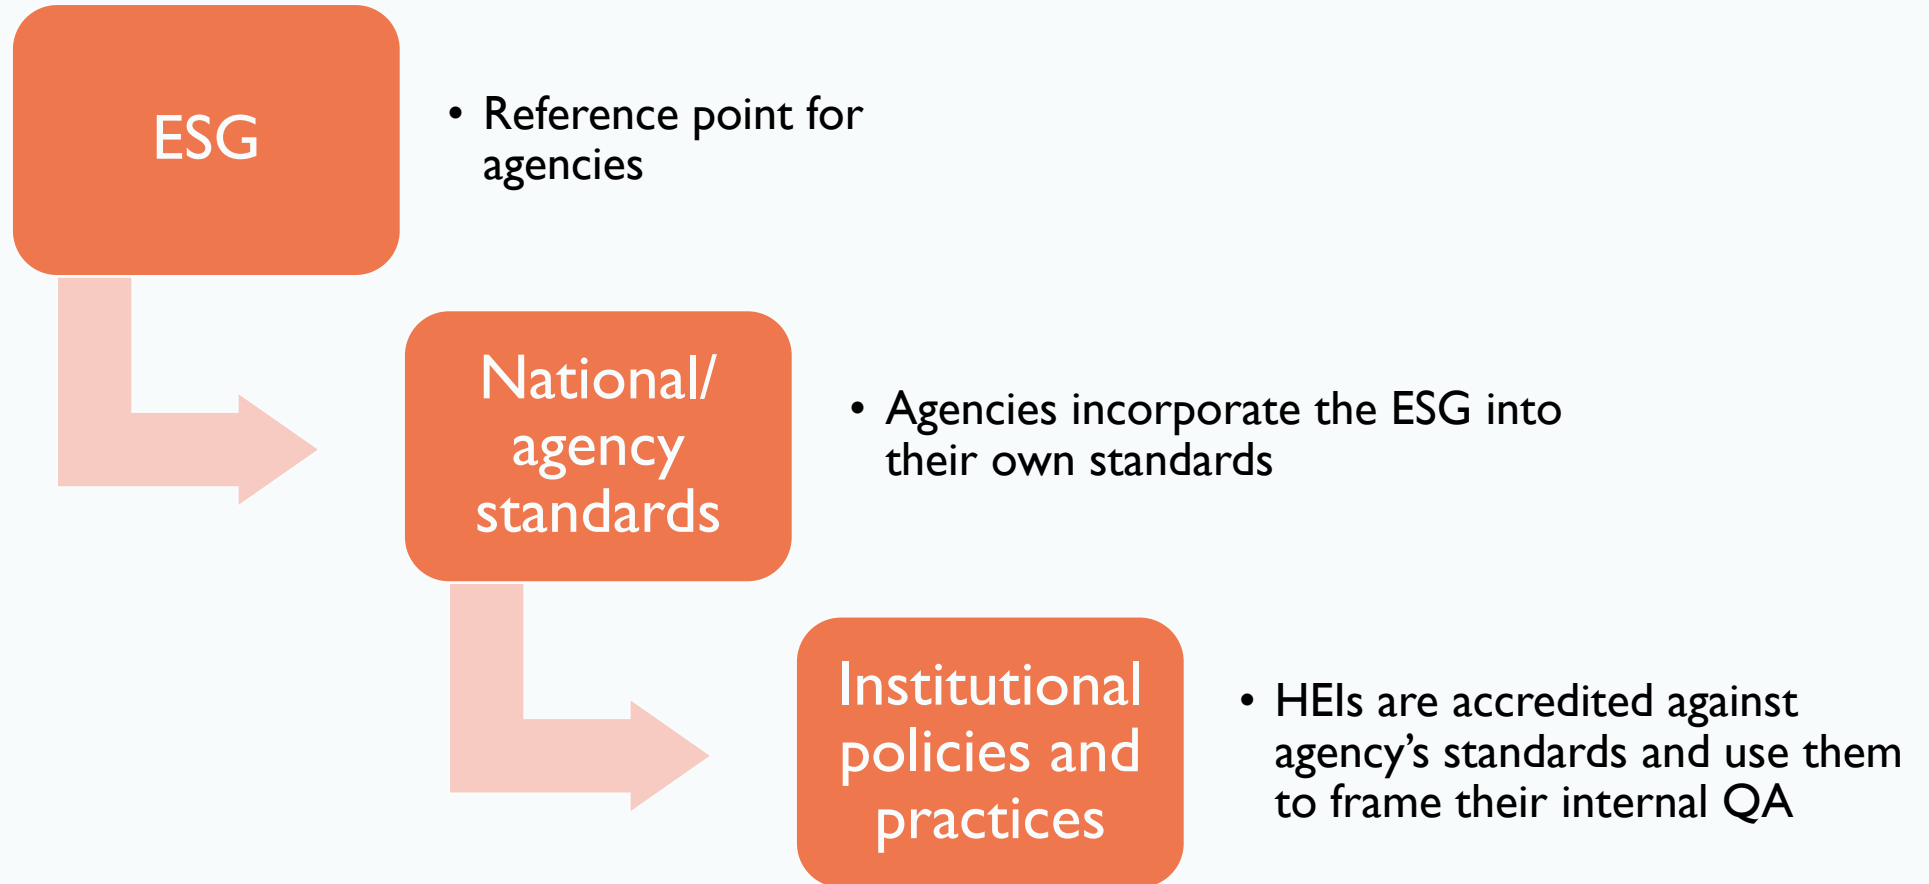 ESG
• Reference point for
agencies
National/
agency
standards
• Agencies incorporate the ESG into
their own standards
Institutional
policies and
practices
• HEIs are accredited against
agency’s standards and use them
to frame their internal QA